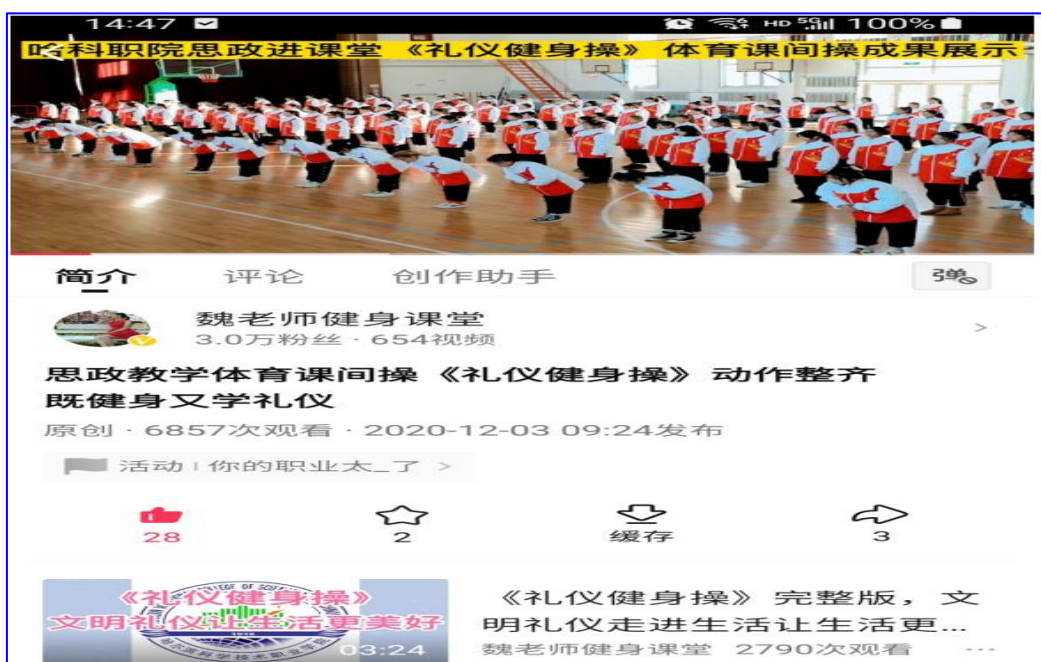 14:47 HD 5G 100%
哈科职院思政进课堂《礼仪健身操》体育课间操成果展示
简介 评论 创作助手 弹
魏老师健身课堂
3.0万粉丝 · 654视频
思政教学体育课间操《礼仪健身操》动作整齐
既健身又学礼仪
原创 · 6857次观看 · 2020-12-03 09:24发布
活动 | 你的职业太_了 >
28 2 缓存 3
《礼仪健身操》
文明礼仪让生活更美好
03:24
《礼仪健身操》完整版，文
明礼仪走进生活让生活更...
魏老师健身课堂 2790次观看